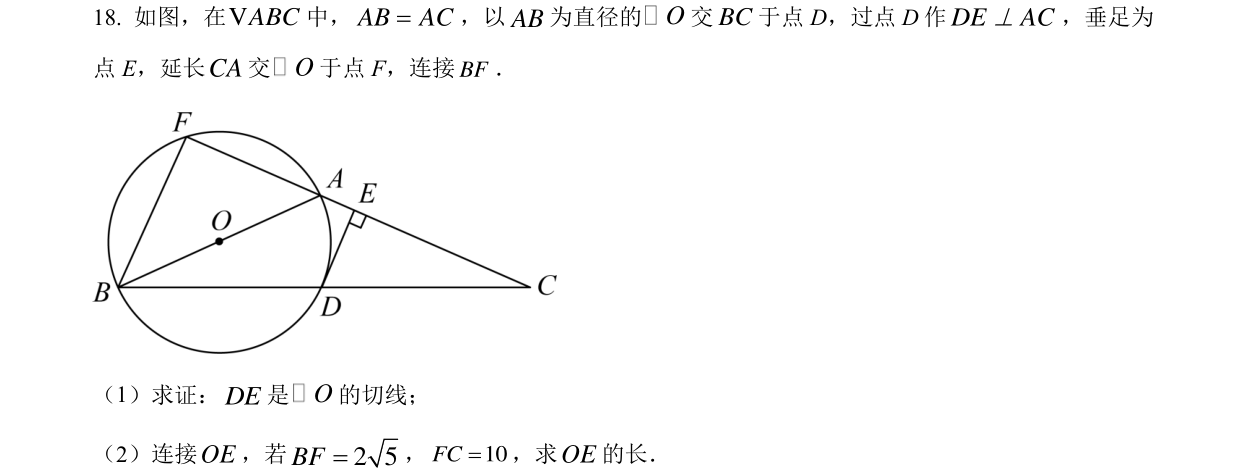 18. 如图，在VABC中，AB = AC，以AB为直径的□ O交BC于点D，过点D作DE ⊥ AC，垂足为
点E，延长CA交□ O于点F，连接BF．
F
A
E
O
B
D
C
（1）求证：DE是□ O的切线；
（2）连接OE，若BF = 2√5，FC = 10，求OE的长．